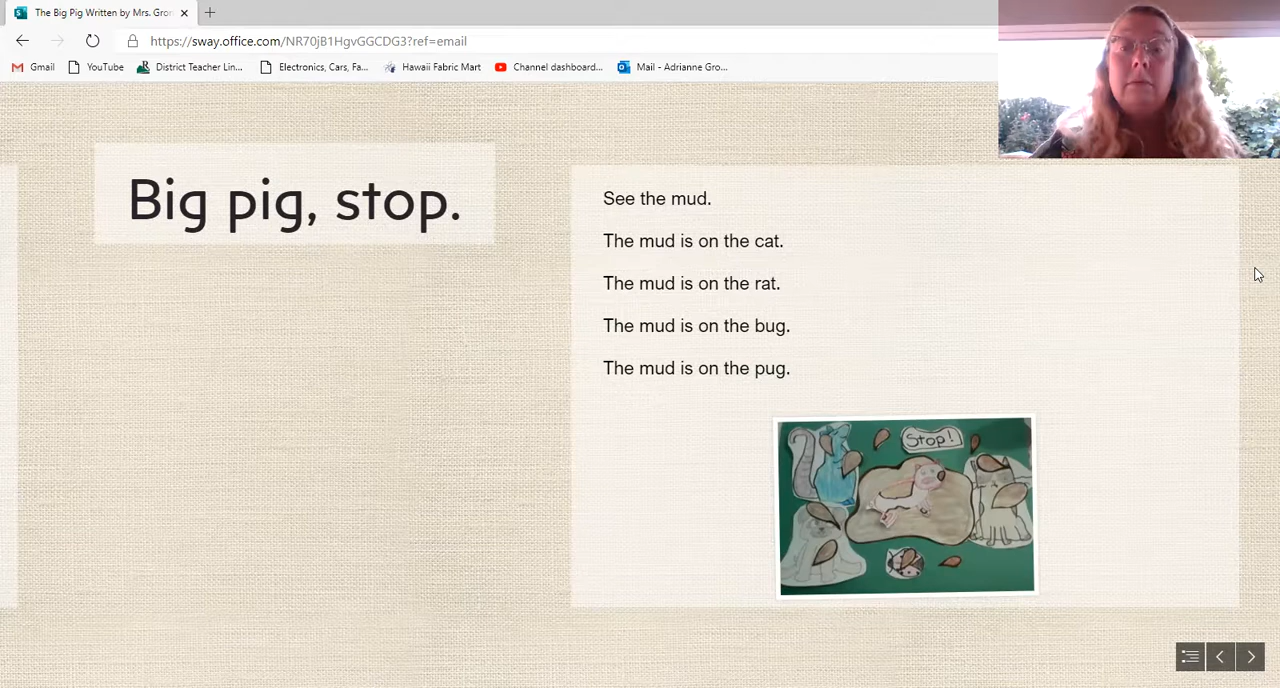 The Big Pig Written by Mrs. Gron
https://sway.office.com/NR70jB1HgvGGCDG3?ref=email
Gmail YouTube District Teacher Lin... Electronics, Cars, Fa... Hawaii Fabric Mart Channel dashboard... Mail - Adrianne Gro...
Big pig, stop.
See the mud.
The mud is on the cat.
The mud is on the rat.
The mud is on the bug.
The mud is on the pug.
Stop!